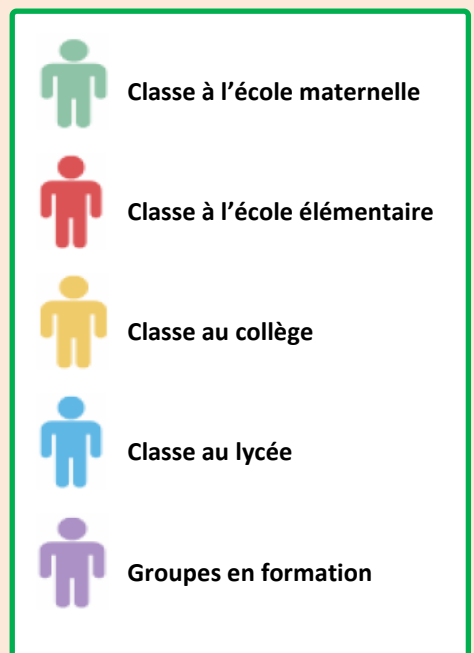 Classe à l’école maternelle
Classe à l’école élémentaire
Classe au collège
Classe au lycée
Groupes en formation